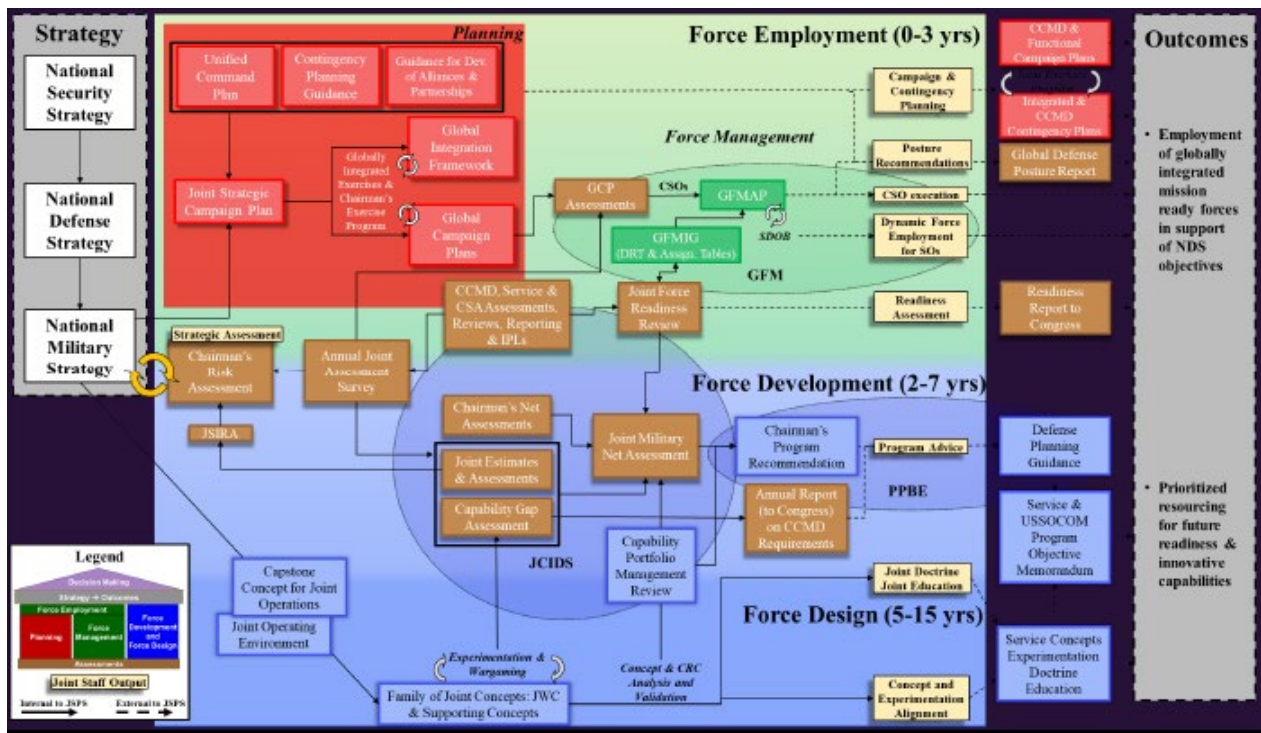 Strategy
National
Security
Strategy
National
Defense
Strategy
National
Military
Strategy
Planning
Unified
Command
Plan
Contingency
Planning
Guidance
Guidance for Dev.
of Alliances &
Partnerships
Joint Strategic
Campaign Plan
Globally
Integrated
Exercises &
Chairman's
Exercise
Program
Global
Integration
Framework
Global
Campaign
Plans
Force Employment (0-3 yrs)
Force Management
GCP
Assessments
CSOs
GFMAP
GFMIG
(DRT & Assign. Tables)
SDOB
GFM
Campaign &
Contingency
Planning
Posture
Recommendations
CSO execution
Dynamic Force
Employment
for SOs
Readiness
Assessment
CCMD &
Functional
Campaign Plans
Integrated &
CCMD
Contingency Plans
Global Defense
Posture Report
Readiness
Report to
Congress
Outcomes
• Employment
of globally
integrated
mission
ready forces
in support
of NDS
objectives
• Prioritized
resourcing
for future
readiness &
innovative
capabilities
CCMD, Service &
CSA Assessments,
Reviews, Reporting
& IPLs
Joint Force
Readiness
Review
Strategic Assessment
Chairman's
Risk
Assessment
Annual Joint
Assessment
Survey
JSIRA
Force Development (2-7 yrs)
Chairman's Net
Assessments
Joint Estimates
& Assessments
Capability Gap
Assessment
Joint Military
Net Assessment
Chairman's
Program
Recommendation
Program Advice
PPBE
Annual Report
(to Congress)
on CCMD
Requirements
Defense
Planning
Guidance
Service &
USSOCOM
Program
Objective
Memorandum
JCIDS
Capability
Portfolio
Management
Review
Capstone
Concept for Joint
Operations
Joint Operating
Environment
Joint Doctrine
Joint Education
Force Design (5-15 yrs)
Experimentation &
Wargaming
Concept & CRC
Analysis and
Validation
Family of Joint Concepts: JWC
& Supporting Concepts
Concept and
Experimentation
Alignment
Service Concepts
Experimentation
Doctrine
Education
Legend
Decision Making
Strategy → Outcomes
Force Employment
Planning
Force
Management
Force
Development
and
Force Design
Assessments
Joint Staff Output
Internal to JSPS
External to JSPS